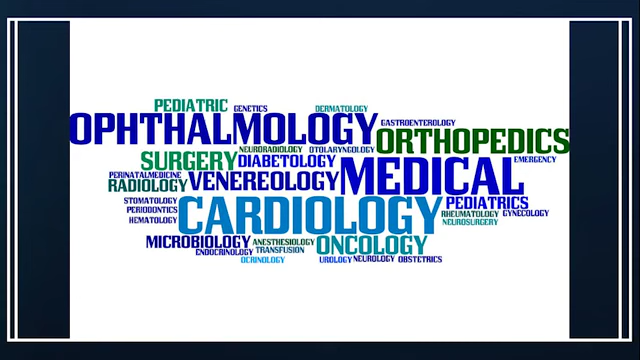 PEDIATRIC GENETICS DERMATOLOGY
OPHTHALMOLOGY GASTROENTEROLOGY
ORTHOPEDICS
NEURORADIOLOGY OTOLARYNGOLOGY
SURGERY DIABETOLOGY EMERGENCY
PERINATALMEDICINE
RADIOLOGY VENEREOLOGY MEDICAL
STOMATOLOGY PEDIATRICS
PERIODONTICS CARDIOLOGY RHEUMATOLOGY GYNECOLOGY
HEMATOLOGY NEUROSURGERY
MICROBIOLOGY ANESTHESIOLOGY ONCOLOGY
ENDOCRINOLOGY TRANSFUSION
OCRINOLOGY UROLOGY NEUROLOGY OBSTETRICS